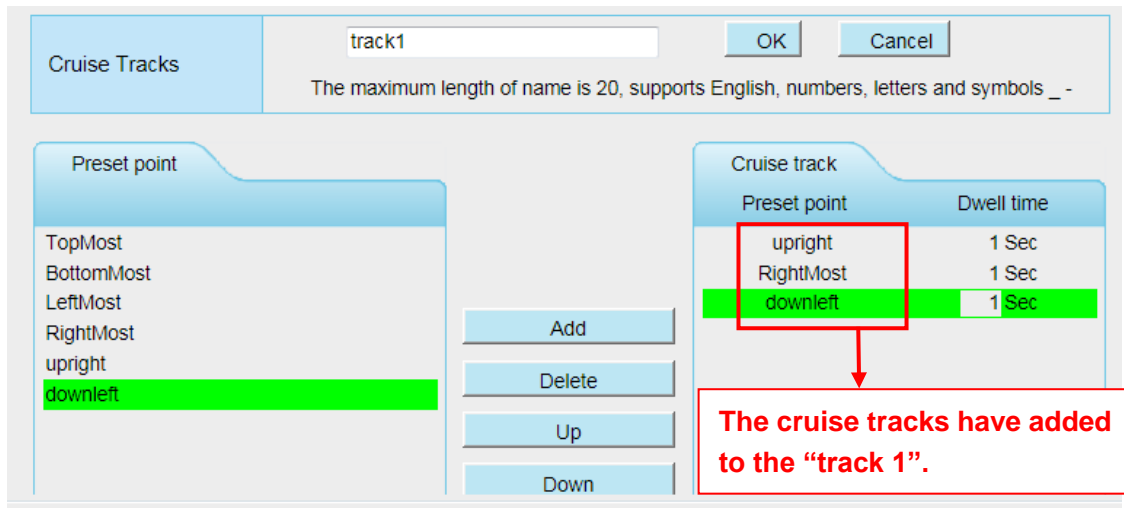 track1
OK
Cancel
Cruise Tracks
The maximum length of name is 20, supports English, numbers, letters and symbols _ -
Preset point
TopMost
BottomMost
LeftMost
RightMost
upright
downleft
Add
Delete
Up
Down
Cruise track
Preset point Dwell time
upright 1 Sec
RightMost 1 Sec
downleft 1 Sec
The cruise tracks have added
to the “track 1”.